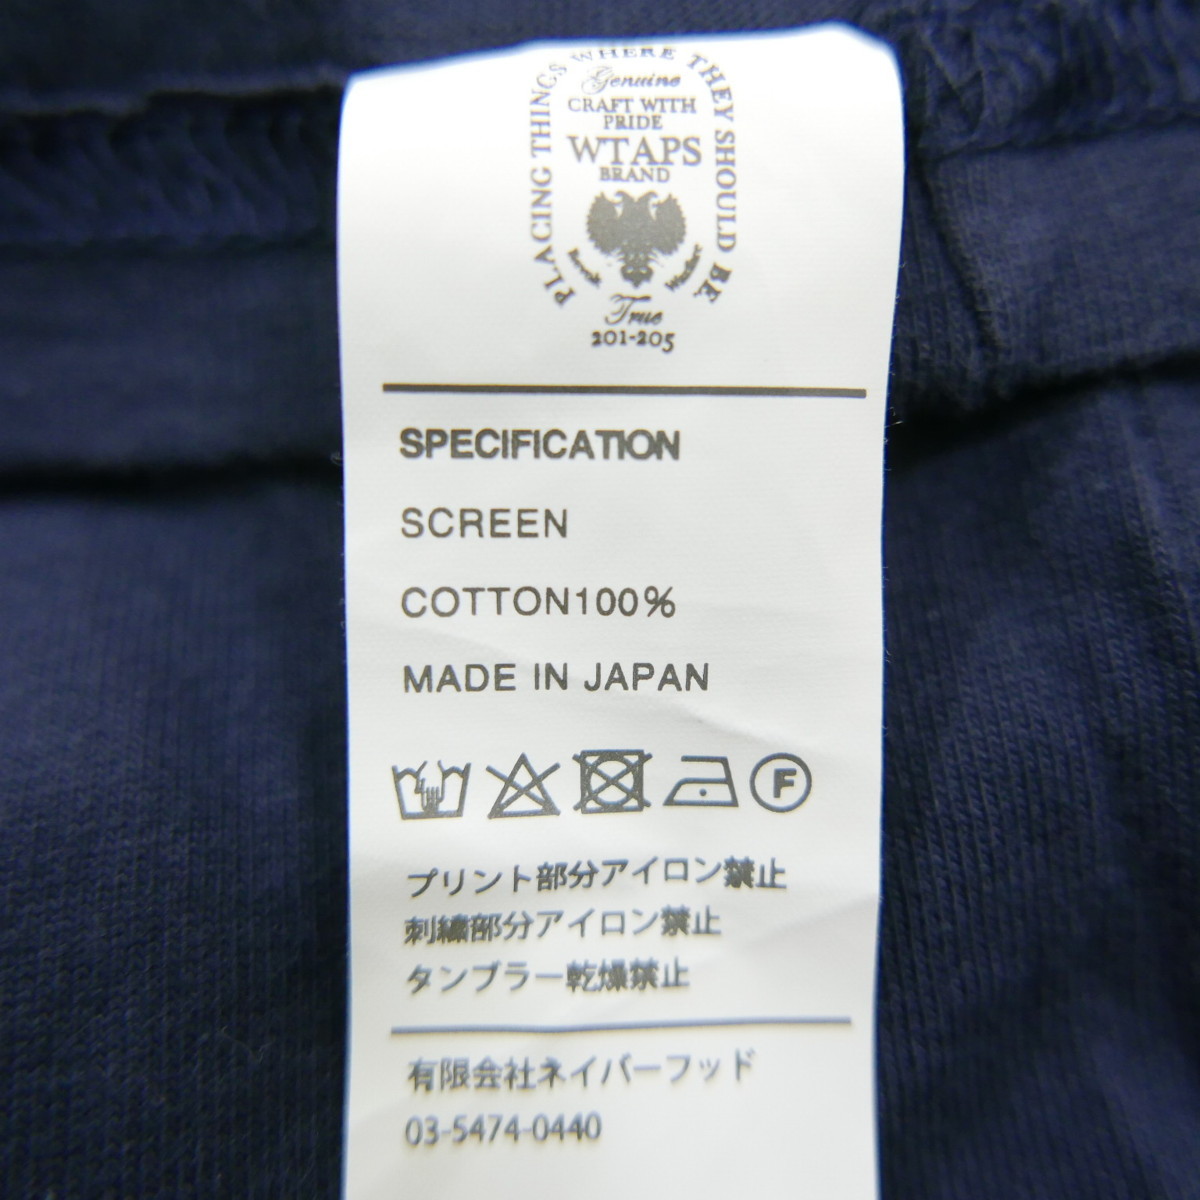 PLACING THINGS WHERE THEY SHOULD BE
Genuine
CRAFT WITH
PRIDE
WTAPS
BRAND
True
201-205
SPECIFICATION
SCREEN
COTTON100%
MADE IN JAPAN
F
プリント部分アイロン禁止
刺繍部分アイロン禁止
タンブラー乾燥禁止
有限会社ネイバーフッド
03-5474-0440